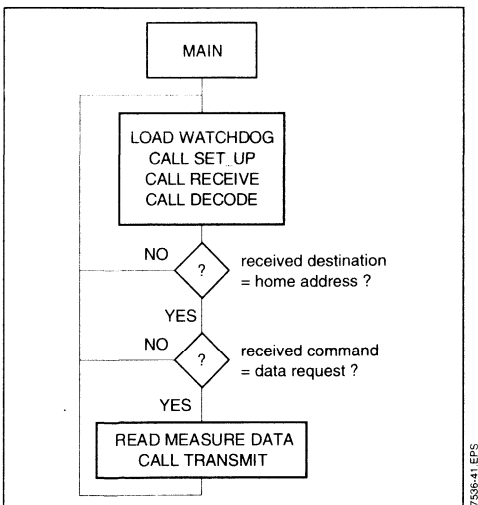 MAIN
LOAD WATCHDOG
CALL SET_UP
CALL RECEIVE
CALL DECODE
NO
?
received destination
= home address ?
YES
NO
?
received command
= data request ?
YES
READ MEASURE DATA
CALL TRANSMIT
7536-41.EPS